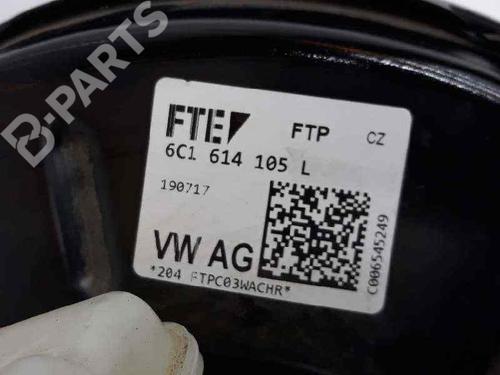 B-PARTS
FTE FTP CZ
6C1 614 105 L
190717
VW AG
*204 FTPC03WACHR*
C006545249